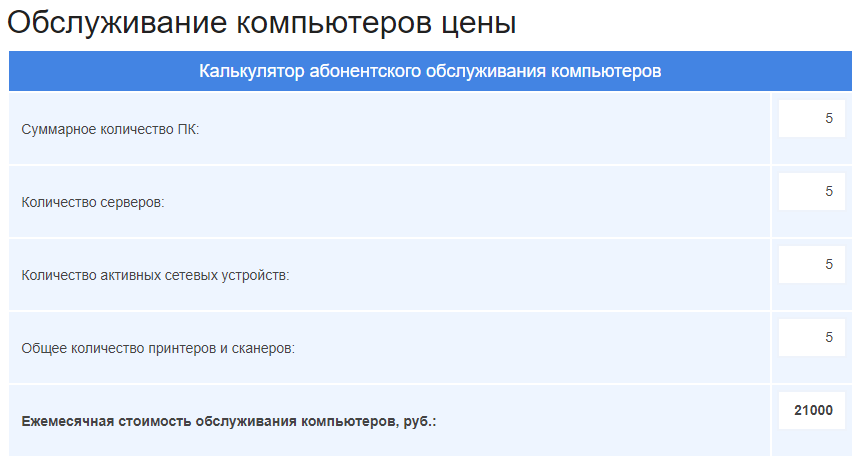 Обслуживание компьютеров цены
Калькулятор абонентского обслуживания компьютеров
Суммарное количество ПК: 5
Количество серверов: 5
Количество активных сетевых устройств: 5
Общее количество принтеров и сканеров: 5
Ежемесячная стоимость обслуживания компьютеров, руб.: 21000